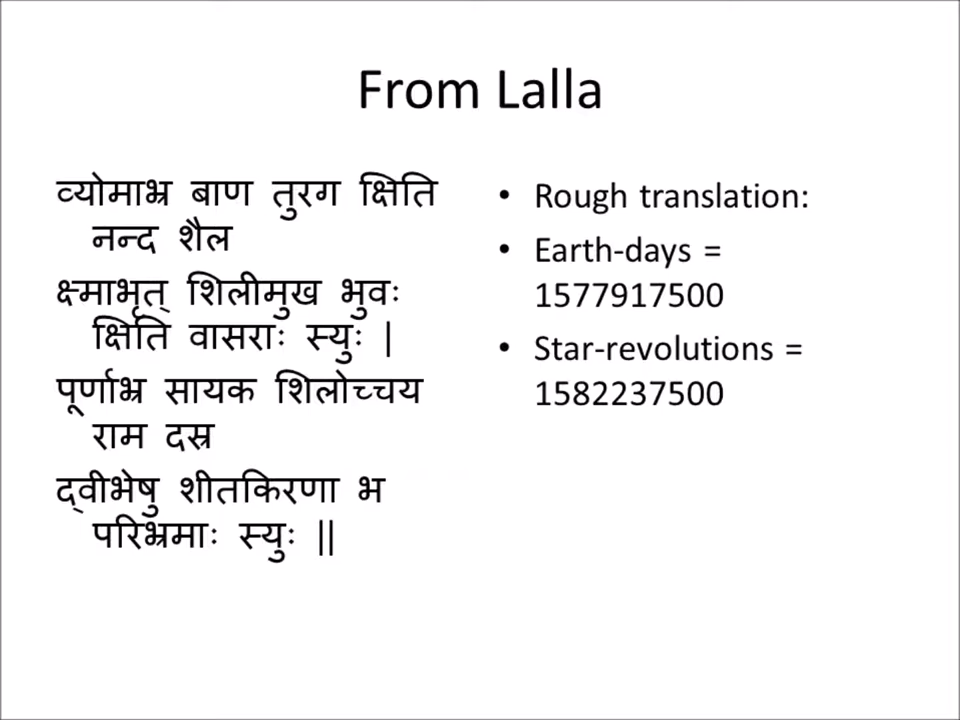 From Lalla
व्योमाभ्र बाण तुरग क्षिति
नन्द शैल
क्ष्माभृत् शिलीमुख भुवः
क्षिति वासराः स्युः |
पूर्णाभ्र सायक शिलोच्चय
राम दस्र
द्वीभेषु शीतकिरणा भ
परिभ्रमाः स्युः ||
• Rough translation:
• Earth-days =
1577917500
• Star-revolutions =
1582237500